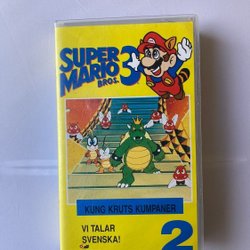 SUPER
MARIO 3
BROS.
KUNG KRUTS KUMPANER
VI TALAR
SVENSKA!
2